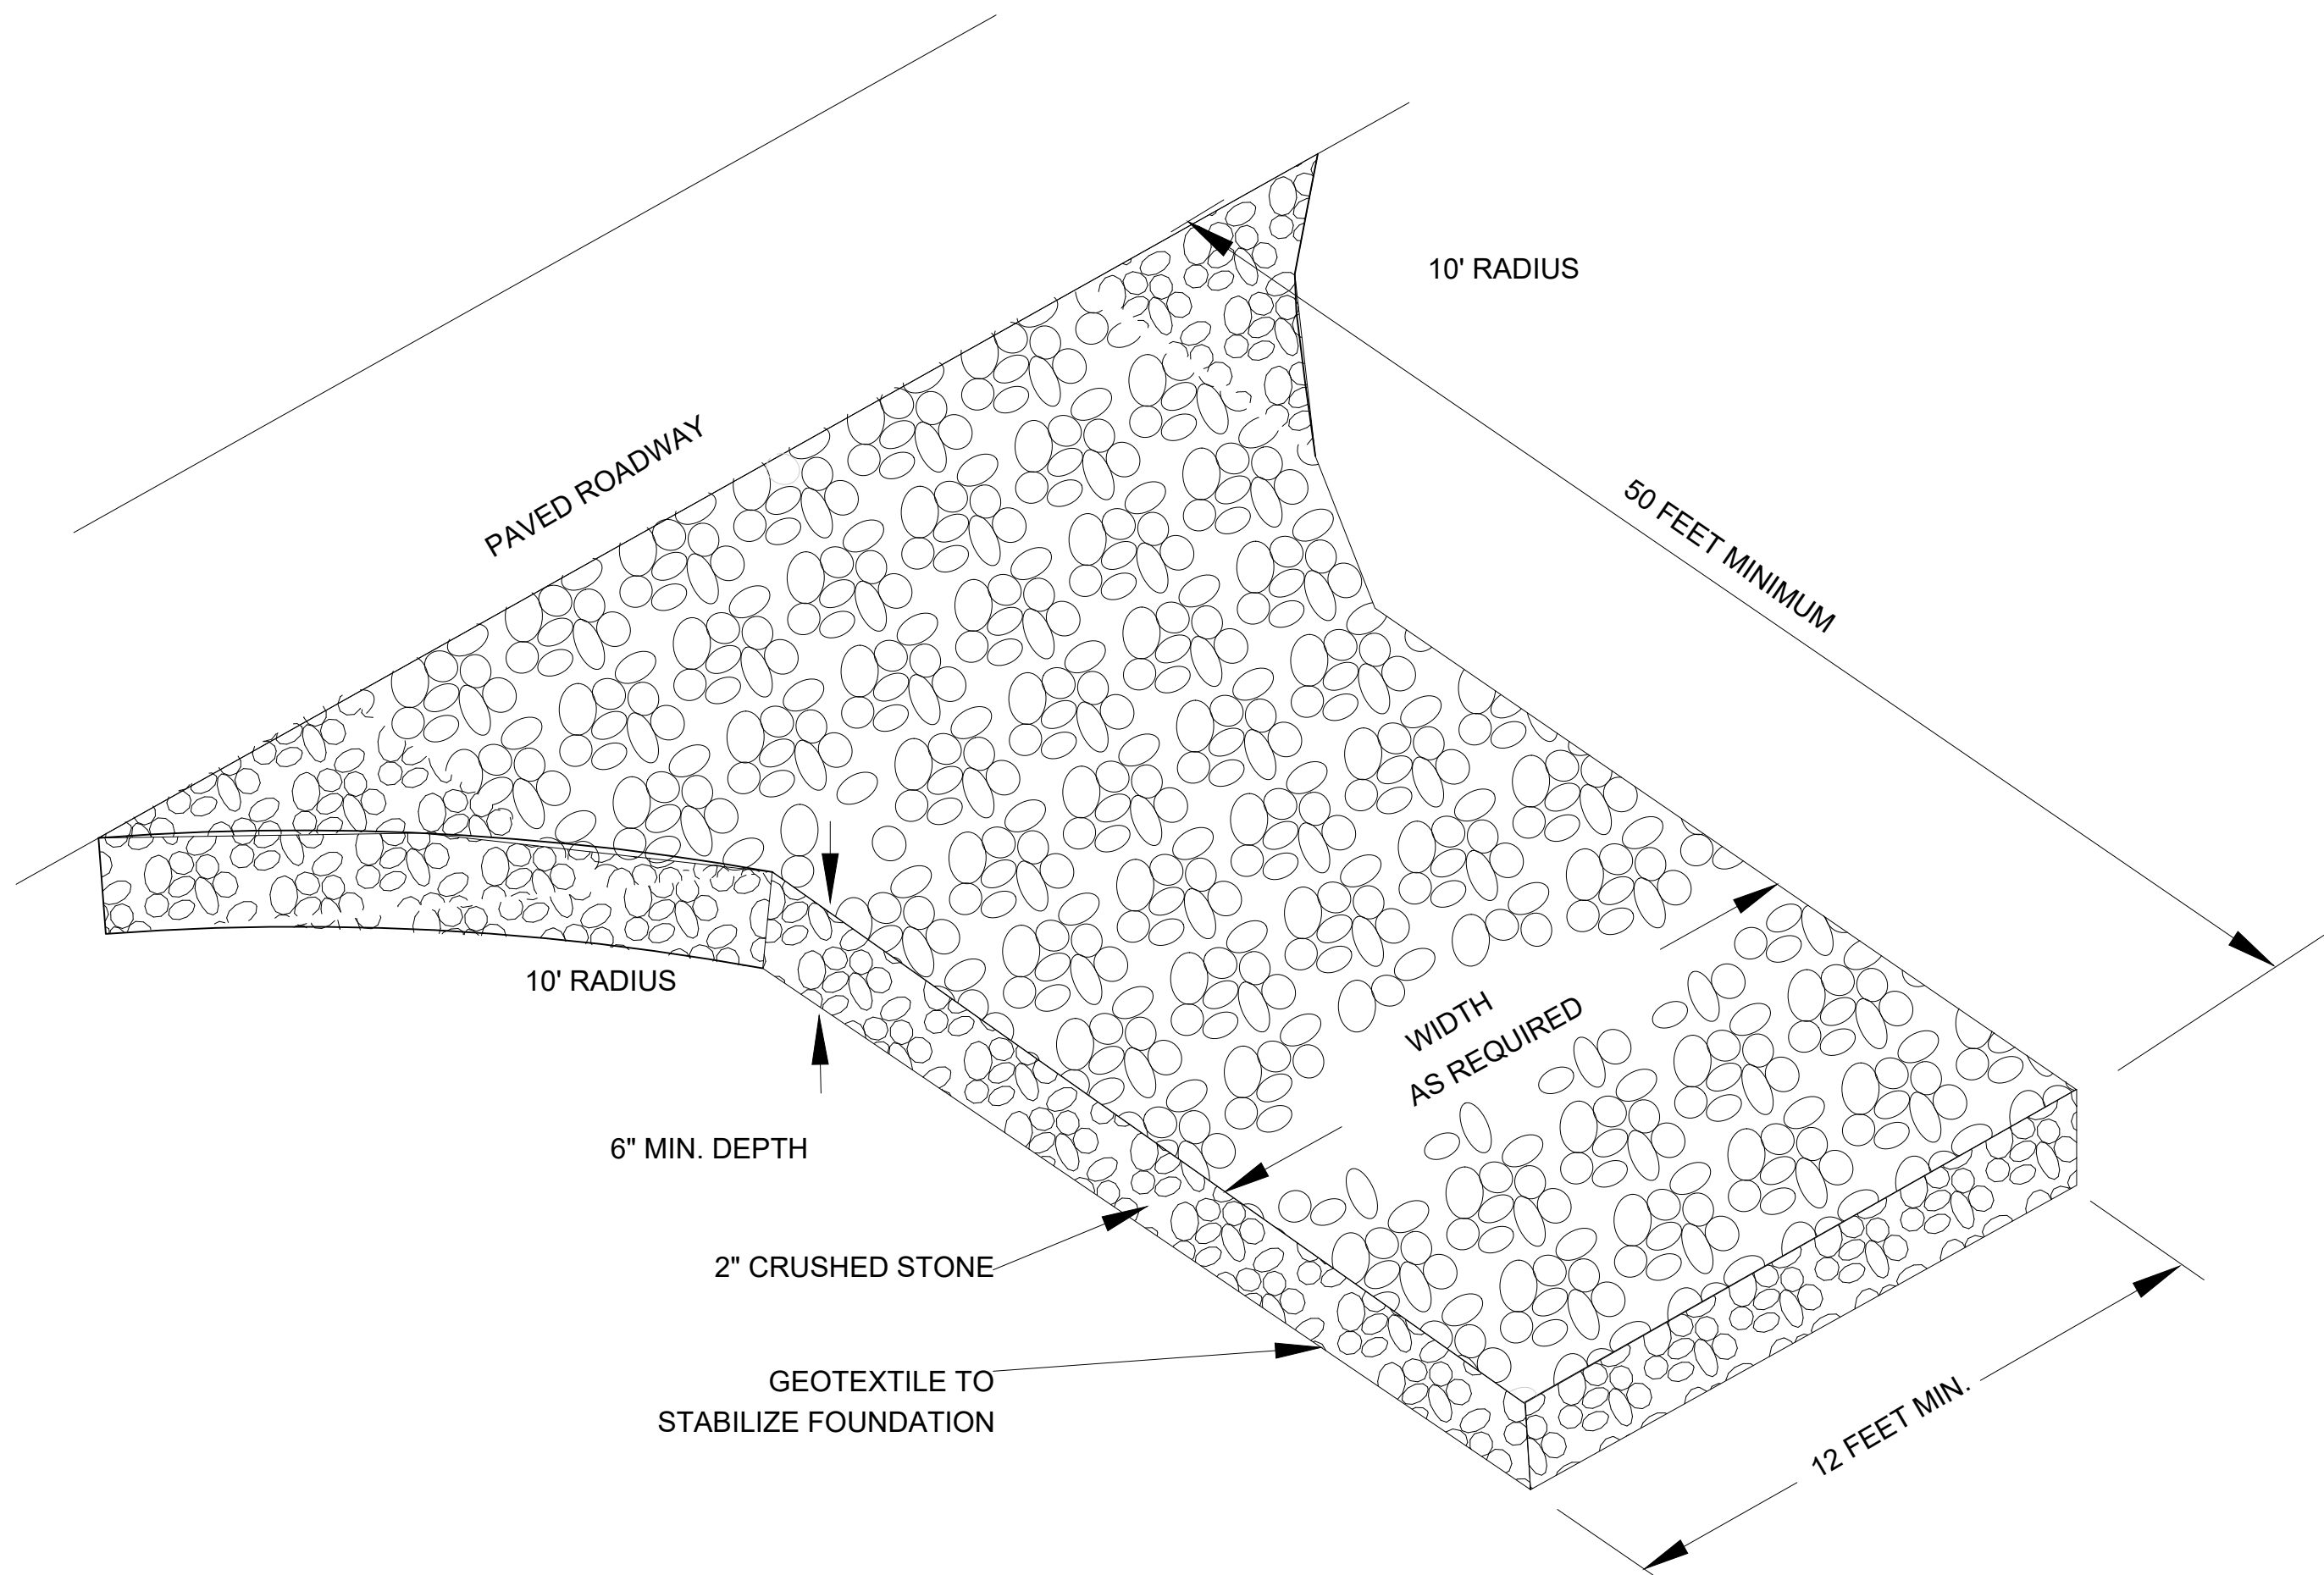 10' RADIUS
PAVED ROADWAY
50 FEET MINIMUM
10' RADIUS
WIDTH
AS REQUIRED
6" MIN. DEPTH
2" CRUSHED STONE
GEOTEXTILE TO
STABILIZE FOUNDATION
12 FEET MIN.